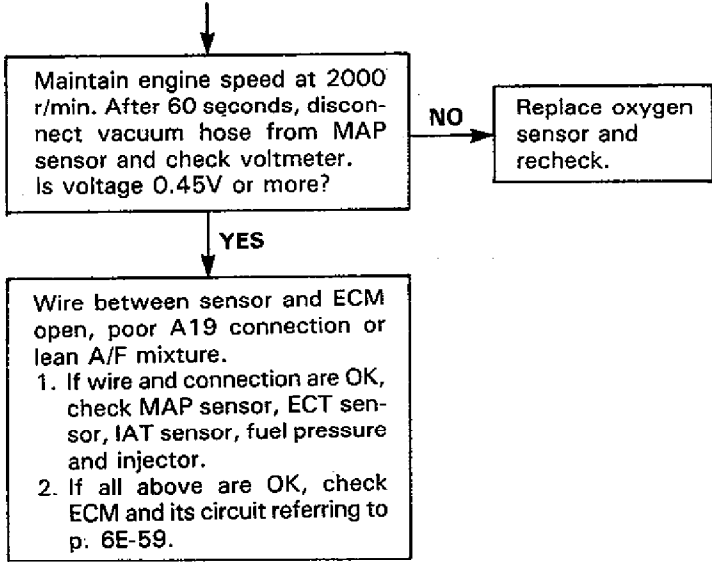 Maintain engine speed at 2000
r/min. After 60 seconds, discon-
nect vacuum hose from MAP
sensor and check voltmeter.
Is voltage 0.45V or more?
NO
Replace oxygen
sensor and
recheck.
YES
Wire between sensor and ECM
open, poor A19 connection or
lean A/F mixture.
1. If wire and connection are OK,
check MAP sensor, ECT sen-
sor, IAT sensor, fuel pressure
and injector.
2. If all above are OK, check
ECM and its circuit referring to
p. 6E-59.